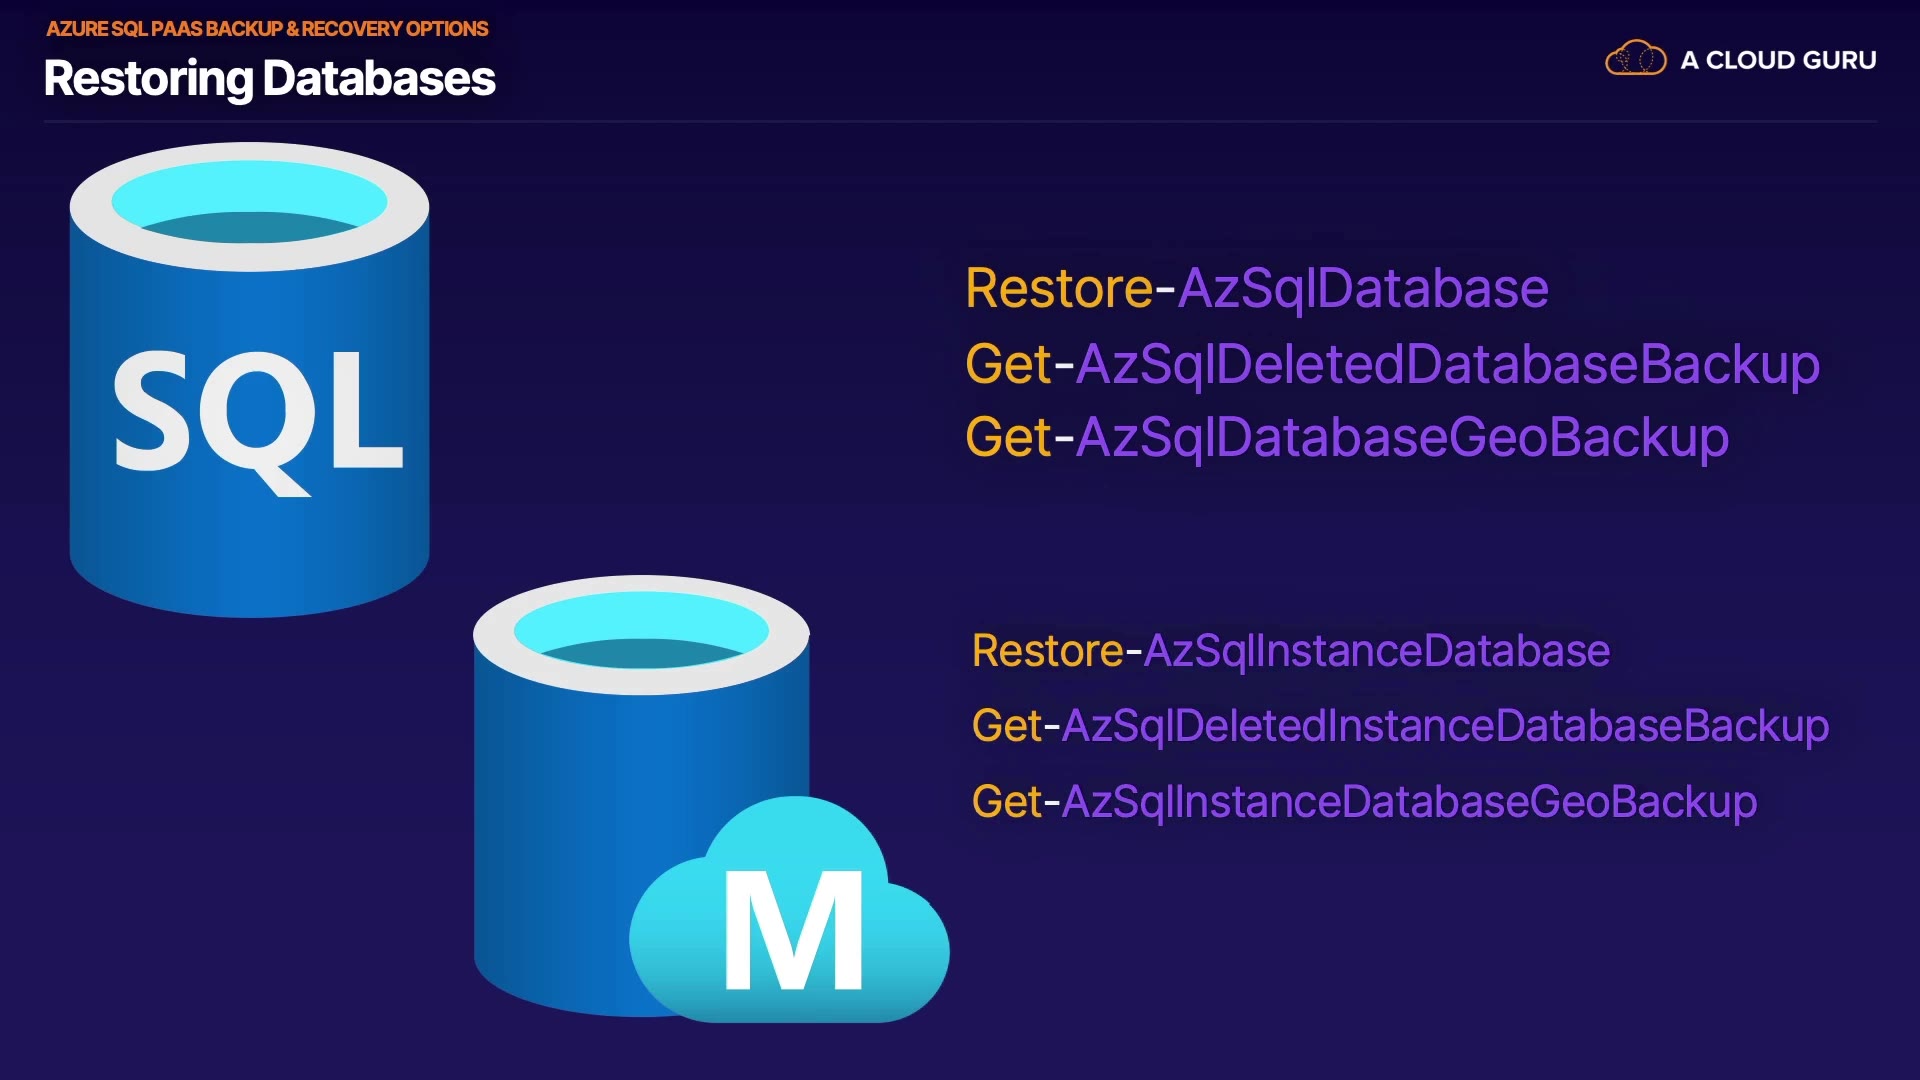 AZURE SQL PAAS BACKUP & RECOVERY OPTIONS
Restoring Databases
A CLOUD GURU
SQL
Restore-AzSqlDatabase
Get-AzSqlDeletedDatabaseBackup
Get-AzSqlDatabaseGeoBackup
Restore-AzSqlInstanceDatabase
Get-AzSqlDeletedInstanceDatabaseBackup
Get-AzSqlInstanceDatabaseGeoBackup
M